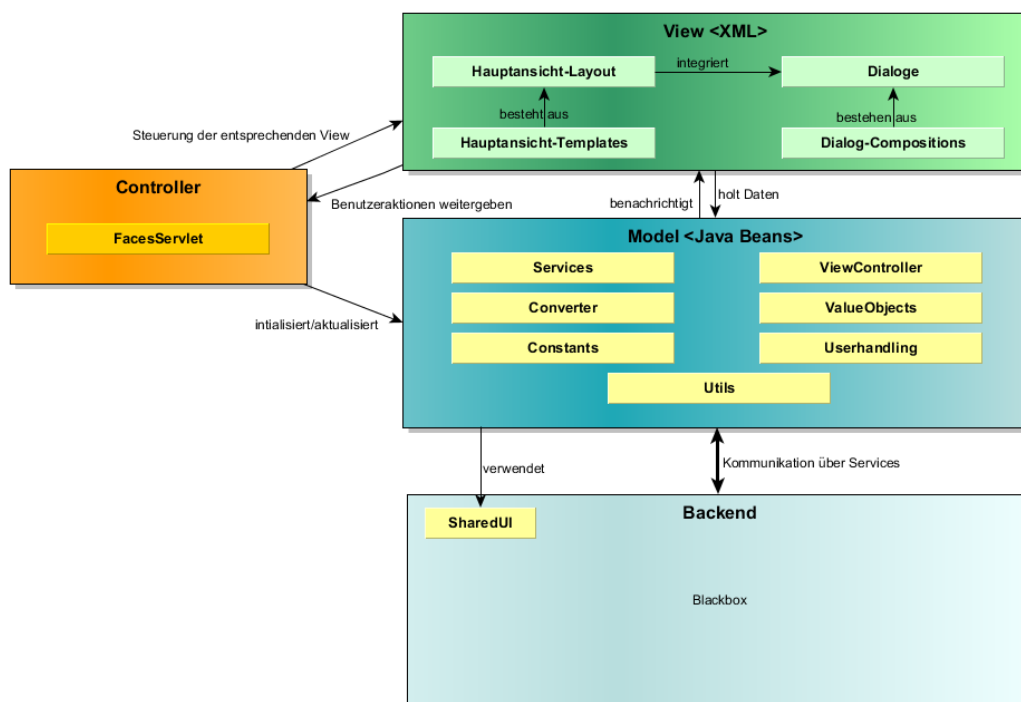 View <XML>
Hauptansicht-Layout
integriert
Dialoge
besteht aus
bestehen aus
Hauptansicht-Templates
Dialog-Compositions
Steuerung der entsprechenden View
Controller
FacesServlet
Benutzeraktionen weitergeben
benachrichtigt
holt Daten
Model <Java Beans>
Services
ViewController
Converter
ValueObjects
Constants
Userhandling
Utils
intialisiert/aktualisiert
verwendet
Kommunikation über Services
Backend
SharedUI
Blackbox